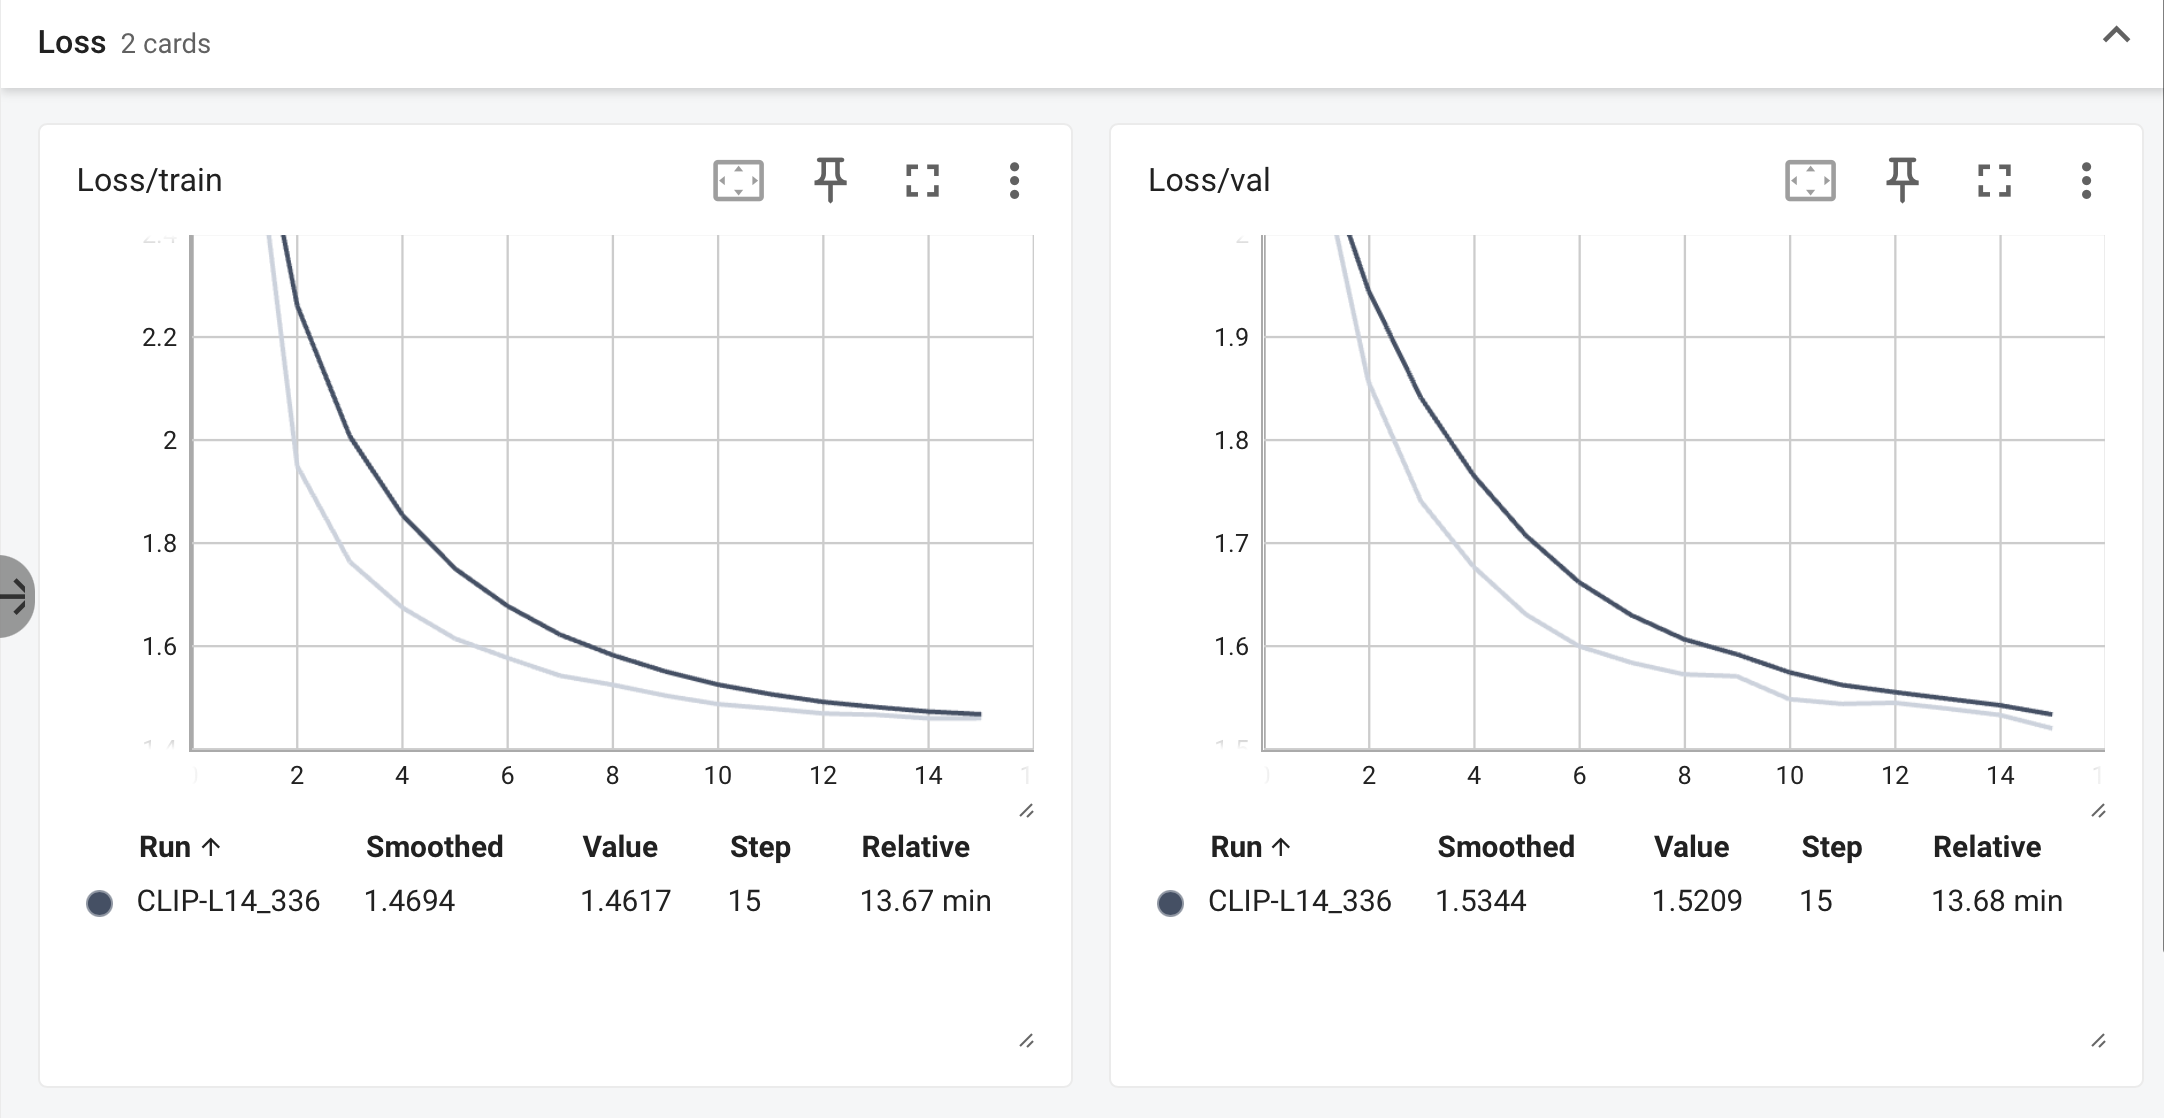 Loss 2 cards
Loss/train
2.2
2
1.8
1.6
2 4 6 8 10 12 14
Run ↑ Smoothed Value Step Relative
CLIP-L14_336 1.4694 1.4617 15 13.67 min
Loss/val
1.9
1.8
1.7
1.6
2 4 6 8 10 12 14
Run ↑ Smoothed Value Step Relative
CLIP-L14_336 1.5344 1.5209 15 13.68 min